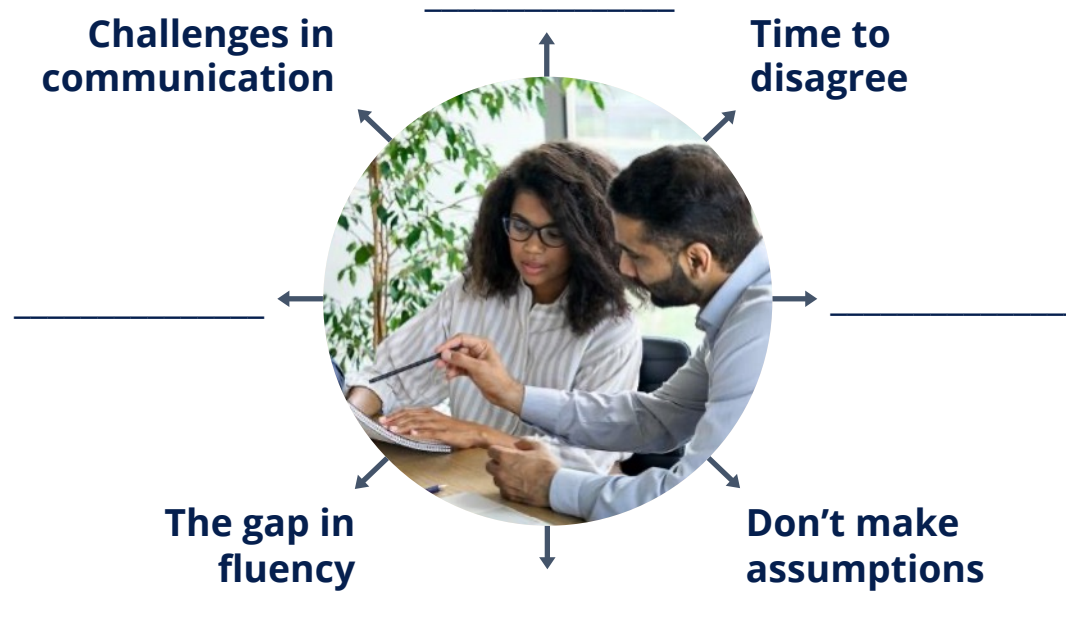 Challenges in
communication
Time to
disagree
The gap in
fluency
Don’t make
assumptions